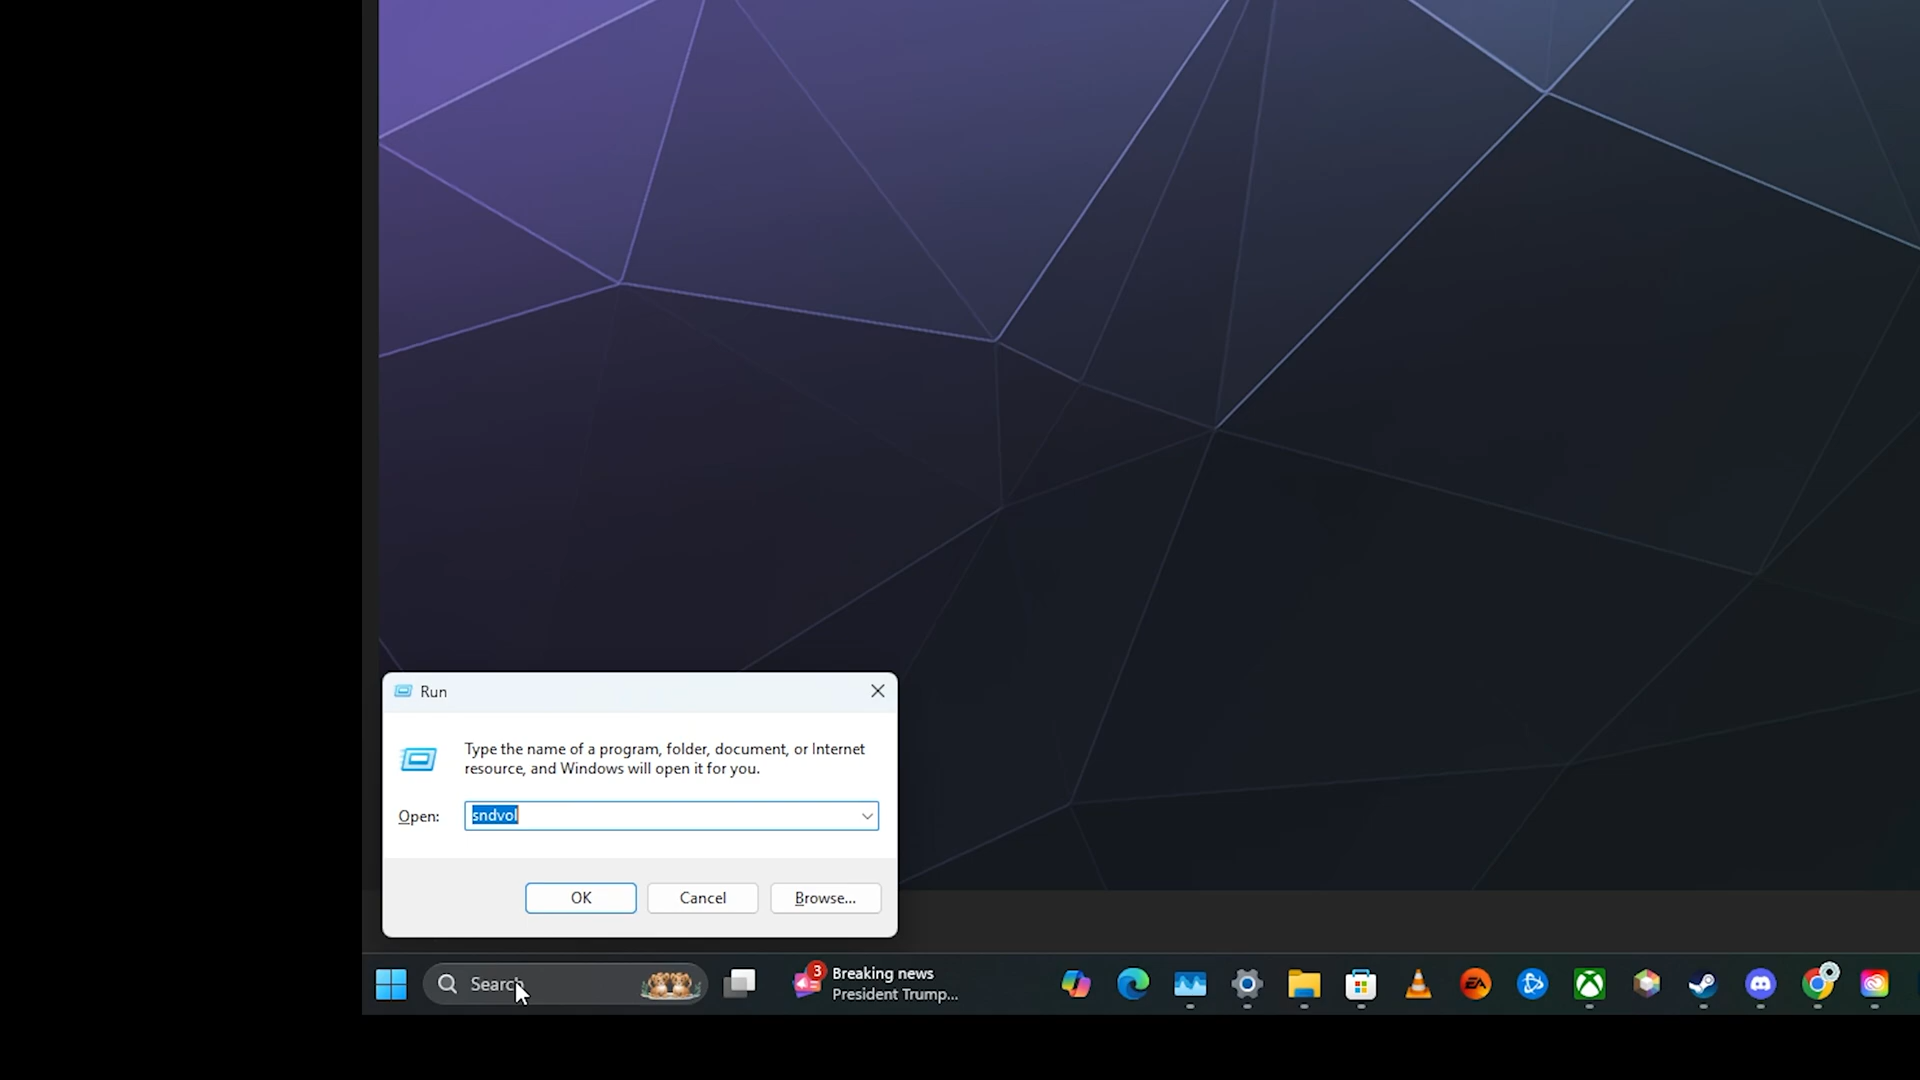 Run
Type the name of a program, folder, document, or Internet
resource, and Windows will open it for you.
Open:
sndvol
OK
Cancel
Browse...
Search
3
Breaking news
President Trump...
EA